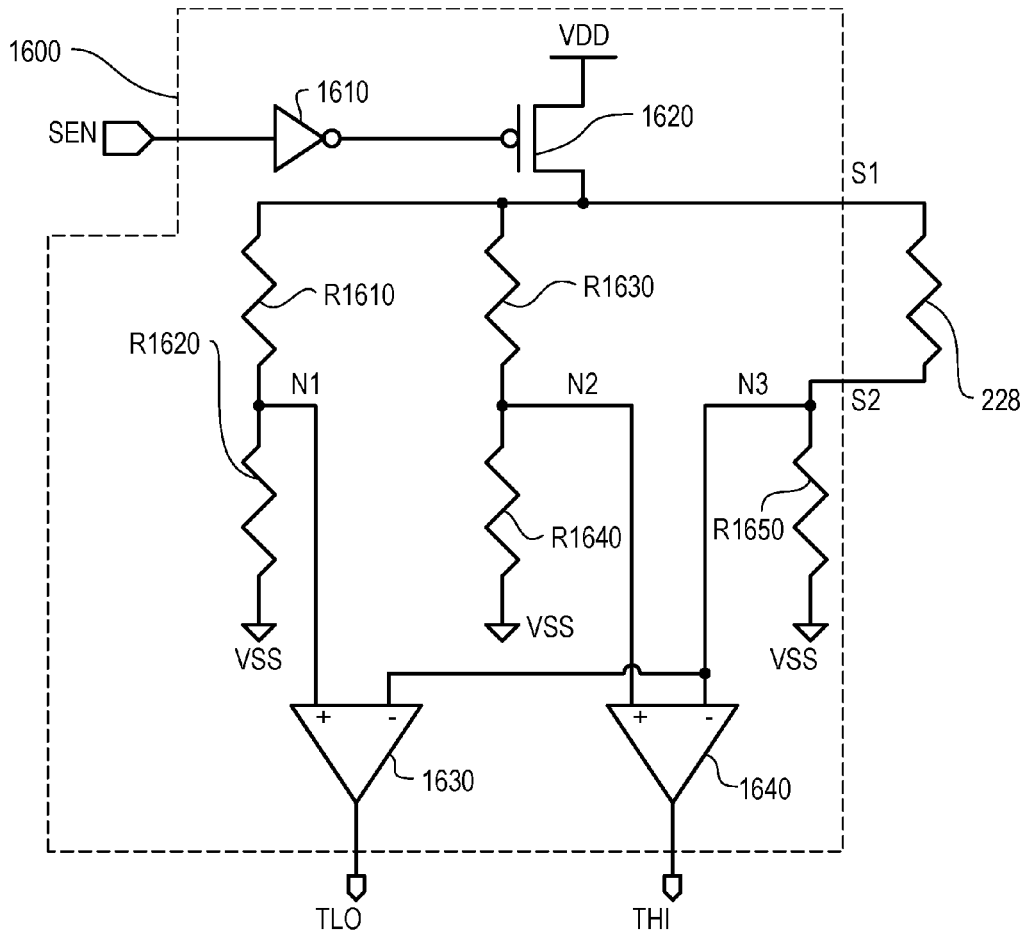 VDD
1600
1610
1620
SEN
S1
R1610
R1630
R1620
N1
N2
N3
S2
228
R1640
R1650
VSS
VSS
VSS
+
-
+
-
1630
1640
TLO
THI